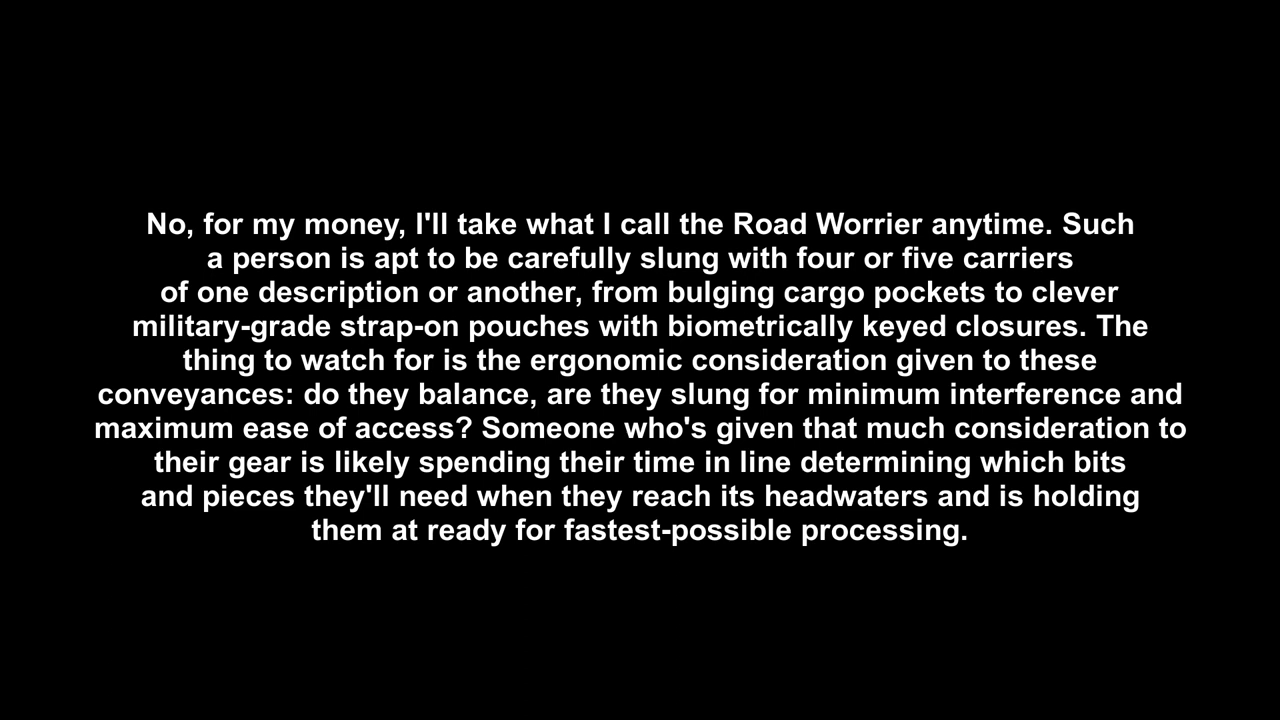 No, for my money, I'll take what I call the Road Worrier anytime. Such
a person is apt to be carefully slung with four or five carriers
of one description or another, from bulging cargo pockets to clever
military-grade strap-on pouches with biometrically keyed closures. The
thing to watch for is the ergonomic consideration given to these
conveyances: do they balance, are they slung for minimum interference and
maximum ease of access? Someone who's given that much consideration to
their gear is likely spending their time in line determining which bits
and pieces they'll need when they reach its headwaters and is holding
them at ready for fastest-possible processing.